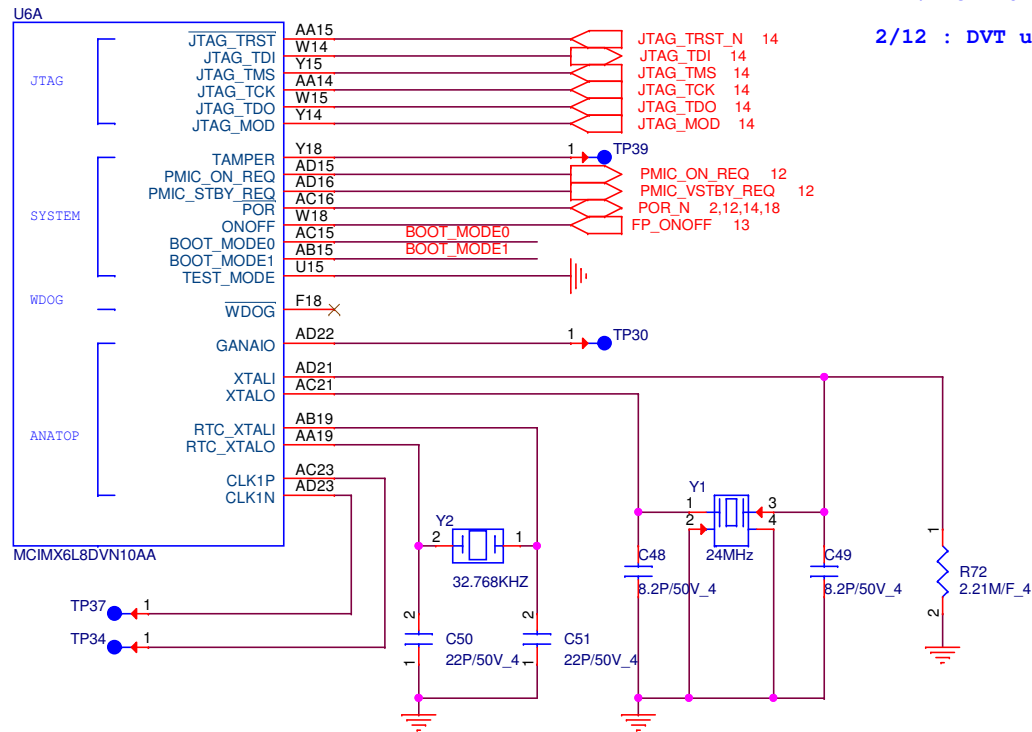 U6A
2/12 : DVT u
JTAG
JTAG_TRST AA15 JTAG_TRST_N 14
JTAG_TDI W14 JTAG_TDI 14
JTAG_TMS Y15 JTAG_TMS 14
JTAG_TCK AA14 JTAG_TCK 14
JTAG_TDO W15 JTAG_TDO 14
JTAG_MOD Y14 JTAG_MOD 14
SYSTEM
TAMPER Y18 1 TP39
PMIC_ON_REQ AD15 PMIC_ON_REQ 12
PMIC_STBY_REQ AD16 PMIC_VSTBY_REQ 12
POR AC16 POR_N 2,12,14,18
ONOFF W18 FP_ONOFF 13
BOOT_MODE0 AC15 BOOT_MODE0
BOOT_MODE1 AB15 BOOT_MODE1
TEST_MODE U15
WDOG
WDOG F18
GANAIO AD22 1 TP30
XTALI AD21
XTALO AC21
ANATOP
RTC_XTALI AB19
RTC_XTALO AA19
CLK1P AC23
CLK1N AD23
MCIMX6L8DVN10AA
Y1
1 3
2 4
24MHz
Y2
2 1
32.768KHZ
C48
8.2P/50V_4
C49
8.2P/50V_4
1
R72
2.21M/F_4
2
TP37 1
TP34 1
2
C50
22P/50V_4
1
2
C51
22P/50V_4
1